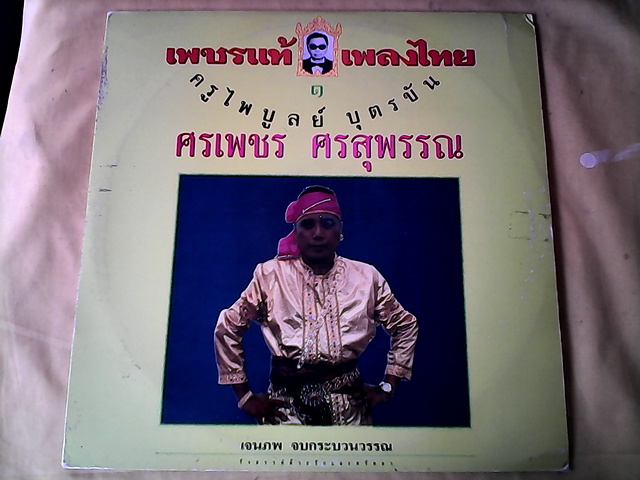 เพชรแท้ เพลงไทย
๑
ครูไพบูลย์ บุตรขัน
ศรเพชร ศรสุพรรณ
เจนภพ จบกระบวนวรรณ